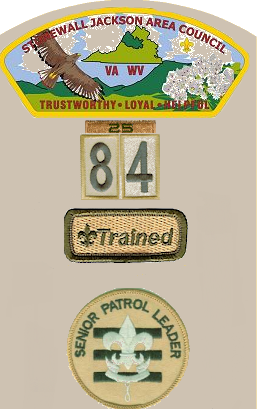 STONEWALL JACKSON AREA COUNCIL
VA WV
TRUSTWORTHY • LOYAL • HELPFUL
25
84
Trained
SENIOR PATROL LEADER